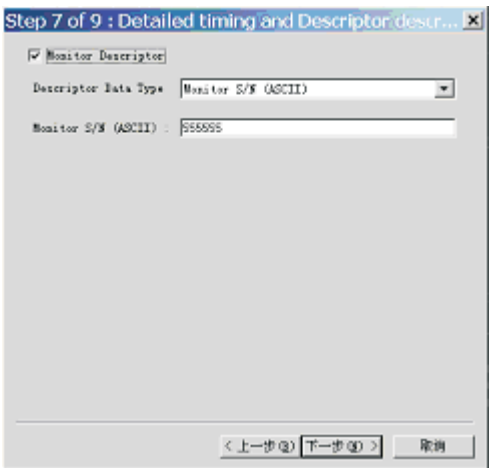 Step 7 of 9 : Detailed timing and Descriptor descr...
Monitor Descriptor
Descriptor Data Type
Monitor S/N (ASCII)
Monitor S/N (ASCII) :
555555
< 上一步(B)
下一步(N) >
取消